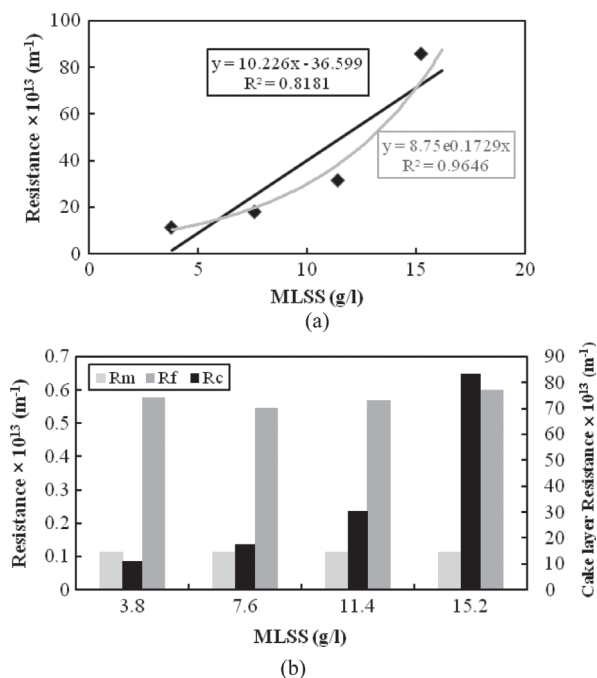 100
80
60
40
20
0
Resistance × 10¹³ (m⁻¹)
y = 10.226x - 36.599
R² = 0.8181
y = 8.75e0.1729x
R² = 0.9646
0 5 10 15 20
MLSS (g/l)
(a)
0.7
0.6
0.5
0.4
0.3
0.2
0.1
0
Resistance × 10¹³ (m⁻¹)
Rm Rf Rc
90
80
70
60
50
40
30
20
10
0
Cake layer Resistance × 10¹³ (m⁻¹)
3.8 7.6 11.4 15.2
MLSS (g/l)
(b)